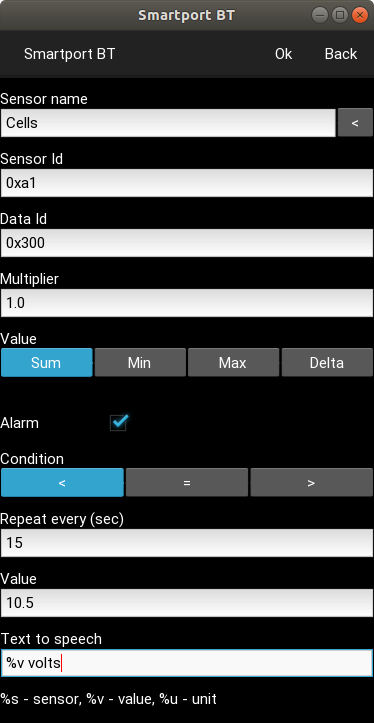 Smartport BT
Smartport BT Ok Back
Sensor name
Cells <
Sensor Id
0xa1
Data Id
0x300
Multiplier
1.0
Value
Sum Min Max Delta
Alarm
Condition
< = >
Repeat every (sec)
15
Value
10.5
Text to speech
%v volts
%s - sensor, %v - value, %u - unit